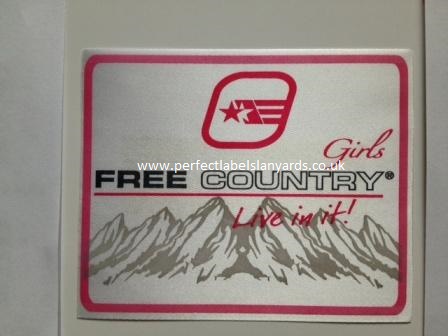 Girls
www.perfectlabelslanyards.co.uk
FREE COUNTRY®
Live in it!